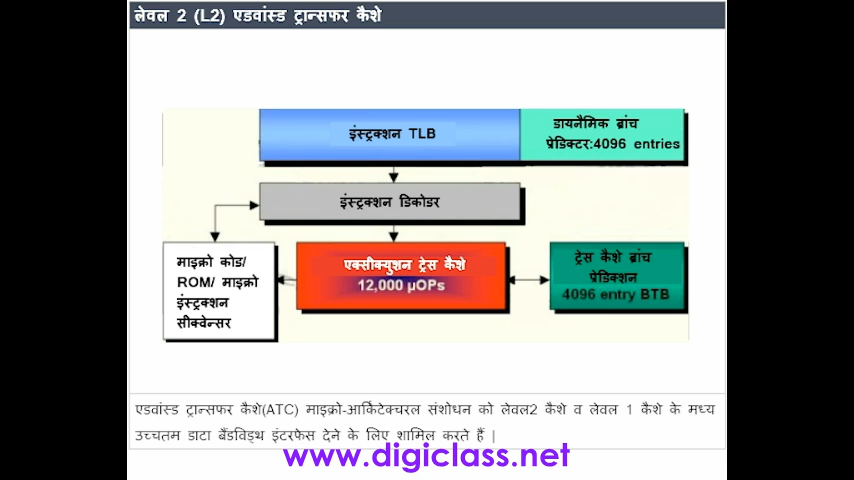 लेवल 2 (L2) एडवांस्ड ट्रान्सफर कैशे
इंस्ट्रक्शन TLB
डायनैमिक ब्रांच
प्रेडिक्टर:4096 entries
इंस्ट्रक्शन डिकोडर
माइक्रो कोड/
ROM/ माइक्रो
इंस्ट्रक्शन
सीक्वेन्सर
एक्सीक्युशन ट्रेस कैशे
12,000 µOPs
ट्रेस कैशे ब्रांच
प्रेडिक्शन
4096 entry BTB
एडवांस्ड ट्रान्सफर कैशे(ATC) माइक्रो-आर्किटेक्चरल संशोधन को लेवल2 कैशे व लेवल 1 कैशे के मध्य
उच्चतम डाटा बैंडविड्थ इंटरफेस देने के लिए शामिल करते हैं |
www.digiclass.net